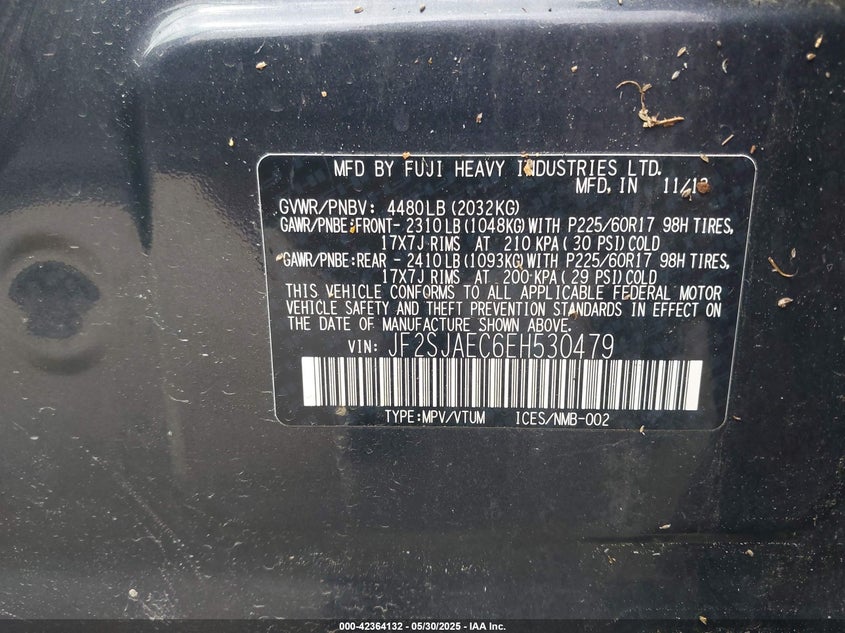 MFD BY FUJI HEAVY INDUSTRIES LTD.
MFD, IN 11/13
GVWR/PNBV: 4480LB (2032KG)
GAWR/PNBE:FRONT- 2310LB (1048KG) WITH P225/60R17 98H TIRES,
17X7J RIMS AT 210 KPA ( 30 PSI) COLD
GAWR/PNBE:REAR - 2410LB (1093KG) WITH P225/60R17 98H TIRES,
17X7J RIMS AT 200 KPA ( 29 PSI) COLD
THIS VEHICLE CONFORMS TO ALL APPLICABLE FEDERAL MOTOR
VEHICLE SAFETY AND THEFT PREVENTION STANDARDS IN EFFECT ON
THE DATE OF MANUFACTURE SHOWN ABOVE.
VIN: JF2SJAEC6EH530479
TYPE:MPV/VTUM ICES/NMB-002
000-42364132 - 05/30/2025 - IAA Inc.